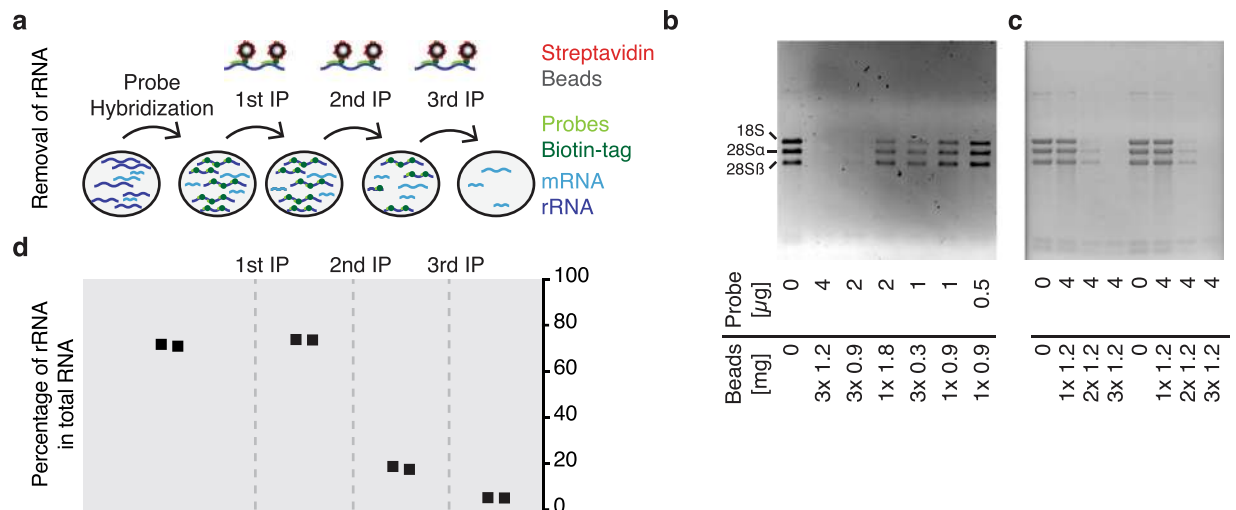 a
Removal of rRNA
Probe
Hybridization
1st IP
2nd IP
3rd IP
Streptavidin
Beads
Probes
Biotin-tag
mRNA
rRNA
b
18S
28Sα
28Sß
Probe
[µg]
0
4
2
2
1
1
0.5
Beads
[mg]
0
3x 1.2
3x 0.9
1x 1.8
3x 0.3
1x 0.9
1x 0.9
c
0
4
4
4
0
4
4
4
0
1x 1.2
2x 1.2
3x 1.2
0
1x 1.2
2x 1.2
3x 1.2
d
1st IP
2nd IP
3rd IP
Percentage of rRNA
in total RNA
100
80
60
40
20
0